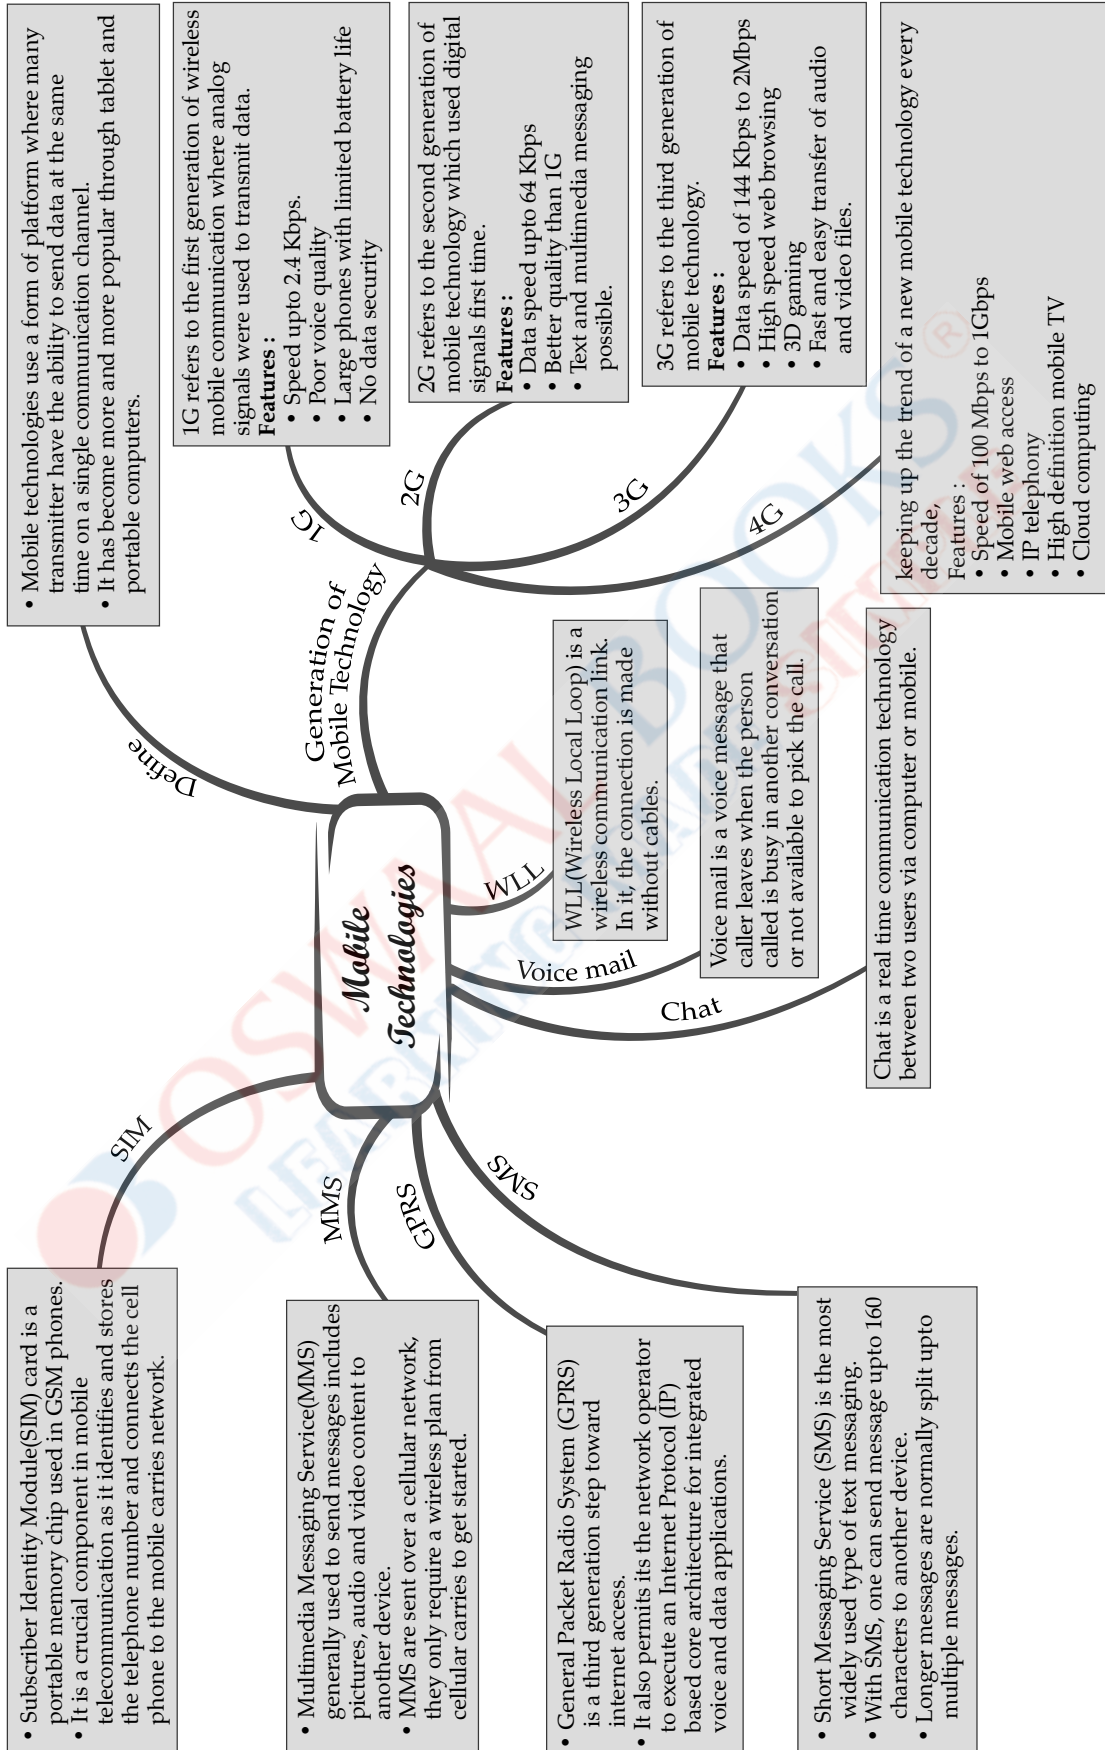 Mobile
Technologies
Define
• Mobile technologies use a form of platform where many
transmitter have the ability to send data at the same
time on a single communication channel.
• It has become more and more popular through tablet and
portable computers.
Generation of
Mobile Technology
1G
1G refers to the first generation of wireless
mobile communication where analog
signals were used to transmit data.
Features :
• Speed upto 2.4 Kbps.
• Poor voice quality
• Large phones with limited battery life
• No data security
2G
2G refers to the second generation of
mobile technology which used digital
signals first time.
Features :
• Data speed upto 64 Kbps
• Better quality than 1G
• Text and multimedia messaging
possible.
3G
3G refers to the third generation of
mobile technology.
Features :
• Data speed of 144 Kbps to 2Mbps
• High speed web browsing
• 3D gaming
• Fast and easy transfer of audio
and video files.
4G
keeping up the trend of a new mobile technology every
decade,
Features :
• Speed of 100 Mbps to 1Gbps
• Mobile web access
• IP telephony
• High definition mobile TV
• Cloud computing
WLL
WLL(Wireless Local Loop) is a
wireless communication link.
In it, the connection is made
without cables.
Voice mail
Voice mail is a voice message that
caller leaves when the person
called is busy in another conversation
or not available to pick the call.
Chat
Chat is a real time communication technology
between two users via computer or mobile.
SIM
• Subscriber Identity Module(SIM) card is a
portable memory chip used in GSM phones.
• It is a crucial component in mobile
telecommunication as it identifies and stores
the telephone number and connects the cell
phone to the mobile carries network.
MMS
• Multimedia Messaging Service(MMS)
generally used to send messages includes
pictures, audio and video content to
another device.
• MMS are sent over a cellular network,
they only require a wireless plan from
cellular carries to get started.
GPRS
• General Packet Radio System (GPRS)
is a third generation step toward
internet access.
• It also permits its the network operator
to execute an Internet Protocol (IP)
based core architecture for integrated
voice and data applications.
SMS
• Short Messaging Service (SMS) is the most
widely used type of text messaging.
• With SMS, one can send message upto 160
characters to another device.
• Longer messages are normally split upto
multiple messages.
OSWAAL BOOKS ®
LEARNING MADE SIMPLE